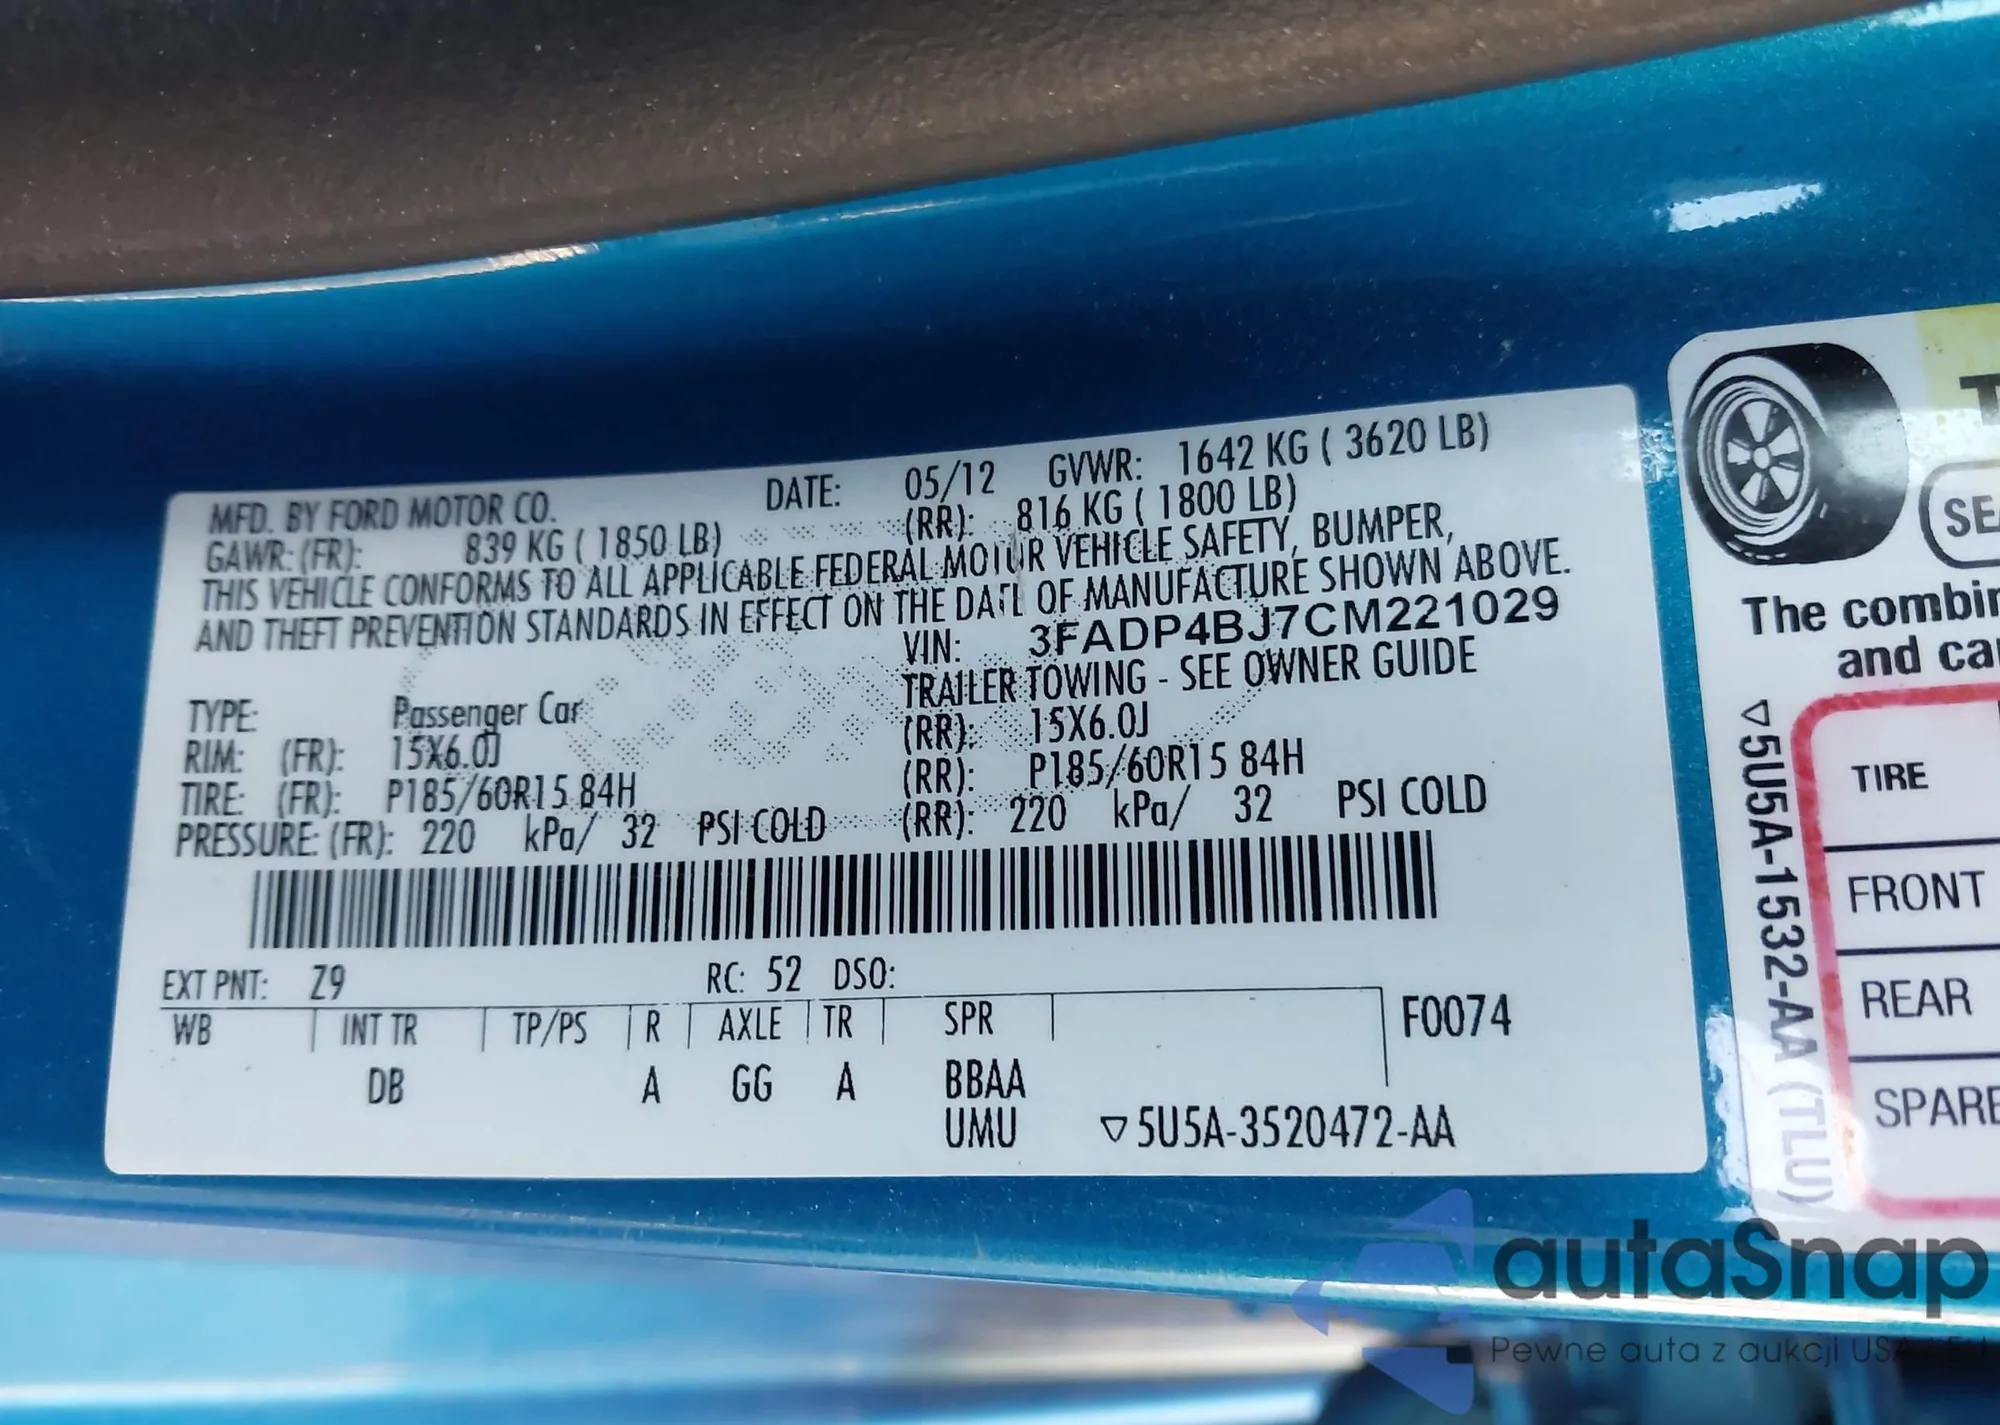 MFD. BY FORD MOTOR CO. DATE: 05/12 GVWR: 1642 KG ( 3620 LB)
GAWR: (FR): 839 KG ( 1850 LB) (RR): 816 KG ( 1800 LB)
THIS VEHICLE CONFORMS TO ALL APPLICABLE FEDERAL MOTOR VEHICLE SAFETY, BUMPER,
AND THEFT PREVENTION STANDARDS IN EFFECT ON THE DATE OF MANUFACTURE SHOWN ABOVE.
VIN: 3FADP4BJ7CM221029
TYPE: Passenger Car TRAILER TOWING - SEE OWNER GUIDE
RIM: (FR): 15X6.0J (RR): 15X6.0J
TIRE: (FR): P185/60R15 84H (RR): P185/60R15 84H
PRESSURE: (FR): 220 kPa/ 32 PSI COLD (RR): 220 kPa/ 32 PSI COLD
EXT PNT: Z9 RC: 52 DSO:
WB INT TR TP/PS R AXLE TR SPR F0074
DB A GG A BBAA
UMU ▽5U5A-3520472-AA
The combin
and ca
▽5U5A-1532-AA (TLU)
TIRE
FRONT
REAR
SPARE
autaSnap
Pewne auta z aukcji USA